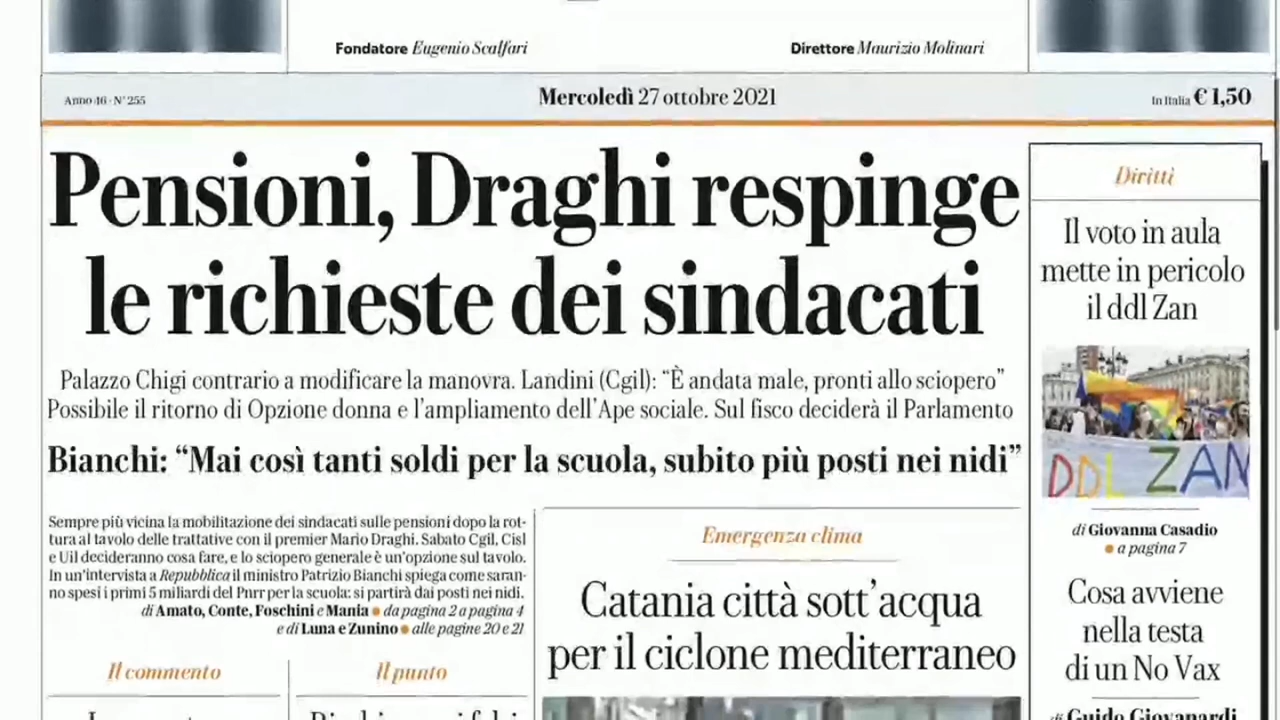 Fondatore Eugenio Scalfari
Direttore Maurizio Molinari
Anno 46 - N° 255
Mercoledì 27 ottobre 2021
In Italia € 1,50
Pensioni, Draghi respinge
le richieste dei sindacati
Palazzo Chigi contrario a modificare la manovra. Landini (Cgil): “È andata male, pronti allo sciopero”
Possibile il ritorno di Opzione donna e l’ampliamento dell’Ape sociale. Sul fisco deciderà il Parlamento
Bianchi: “Mai così tanti soldi per la scuola, subito più posti nei nidi”
Sempre più vicina la mobilitazione dei sindacati sulle pensioni dopo la rot-
tura al tavolo delle trattative con il premier Mario Draghi. Sabato Cgil, Cisl
e Uil decideranno cosa fare, e lo sciopero generale è un’opzione sul tavolo.
In un’intervista a Repubblica il ministro Patrizio Bianchi spiega come saran-
no spesi i primi 5 miliardi del Pnrr per la scuola: si partirà dai posti nei nidi.
di Amato, Conte, Foschini e Mania ● da pagina 2 a pagina 4
e di Luna e Zunino ● alle pagine 20 e 21
Il commento
Il punto
Emergenza clima
Catania città sott’acqua
per il ciclone mediterraneo
Diritti
Il voto in aula
mette in pericolo
il ddl Zan
DDL ZAN
di Giovanna Casadio
● a pagina 7
Cosa avviene
nella testa
di un No Vax
di Guido Giovanardi